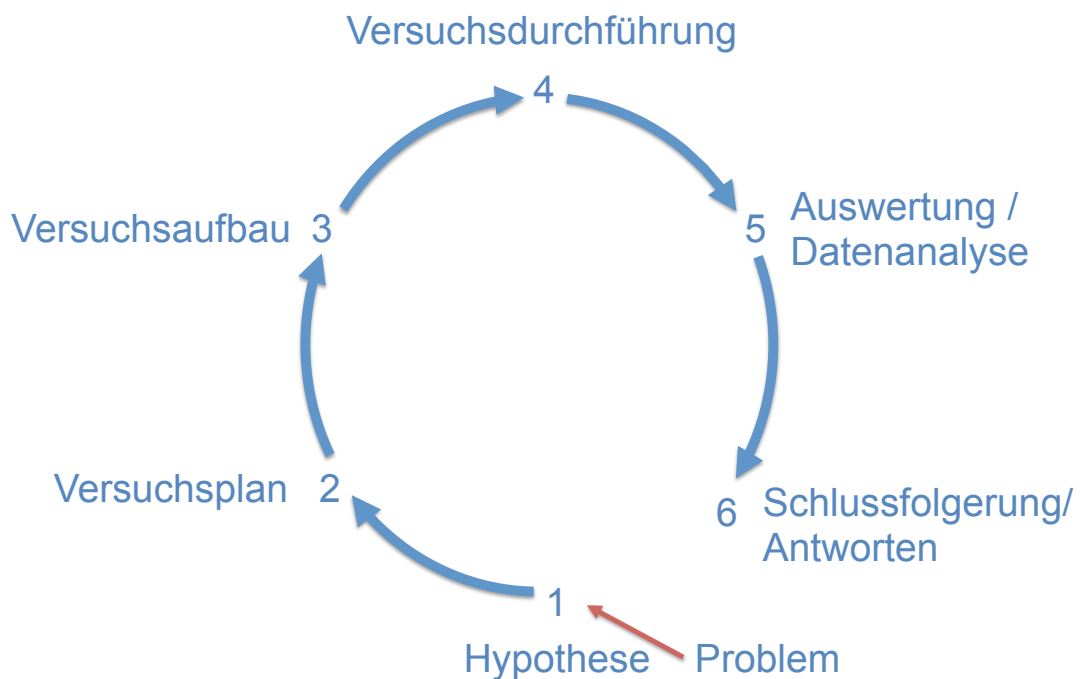 Versuchsdurchführung
4
Versuchsaufbau 3
5 Auswertung /
Datenanalyse
Versuchsplan 2
6 Schlussfolgerung/
Antworten
1
Hypothese Problem